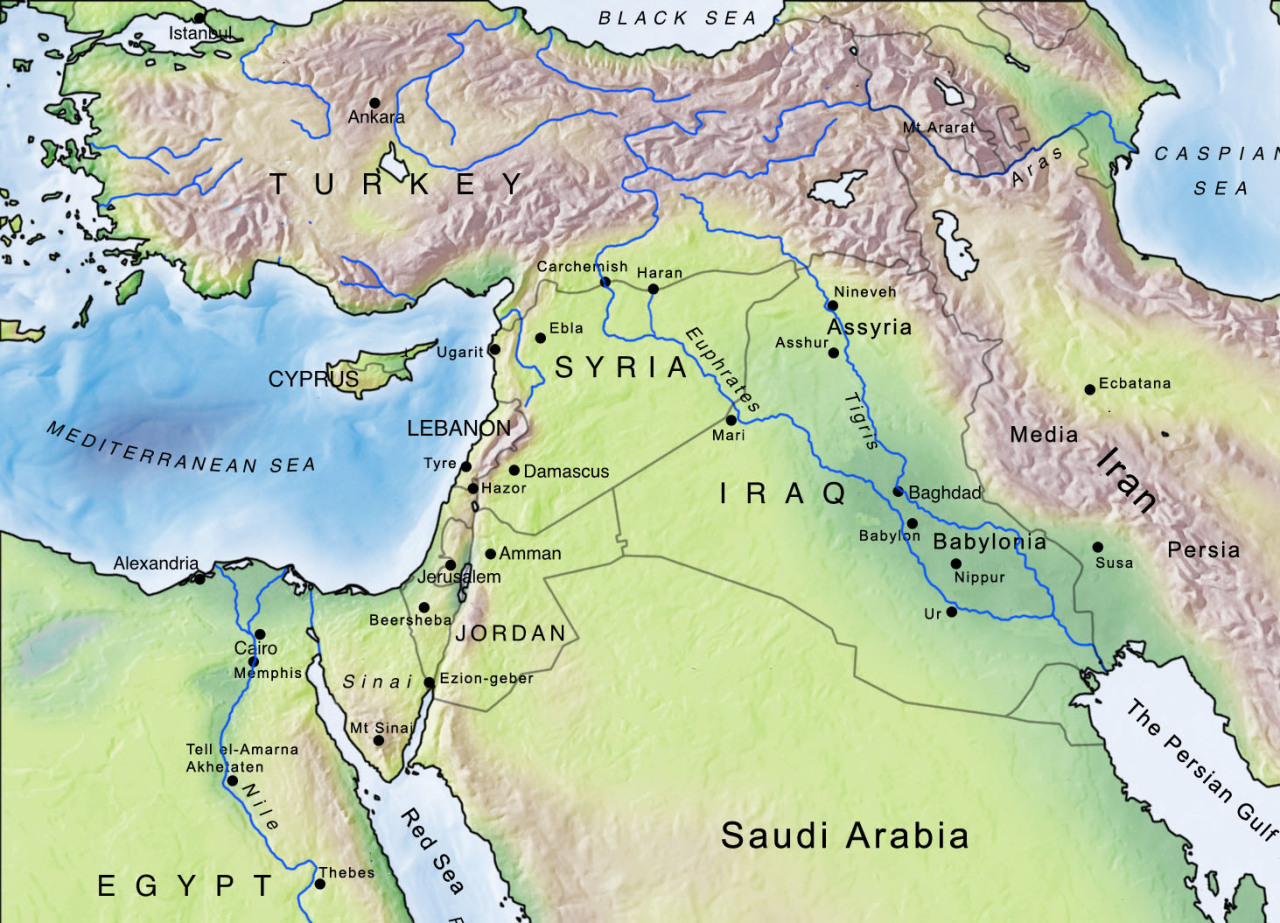 BLACK SEA
Istanbul
Ankara
Mt Ararat
Aras
CASPIAN
SEA
TURKEY
Carchemish
Haran
Nineveh
Assyria
Asshur
Ebla
Ugarit
SYRIA
Euphrates
Tigris
CYPRUS
Ecbatana
Mari
Media
Iran
LEBANON
MEDITERRANEAN SEA
Tyre
Damascus
Hazor
IRAQ
Baghdad
Babylon
Babylonia
Nippur
Susa
Persia
Alexandria
Amman
Jerusalem
Beersheba
JORDAN
Ur
Cairo
Memphis
Sinai
Ezion-geber
Mt Sinai
The Persian Gulf
Tell el-Amarna
Akhetaten
Nile
Red Sea
Saudi Arabia
Thebes
EGYPT